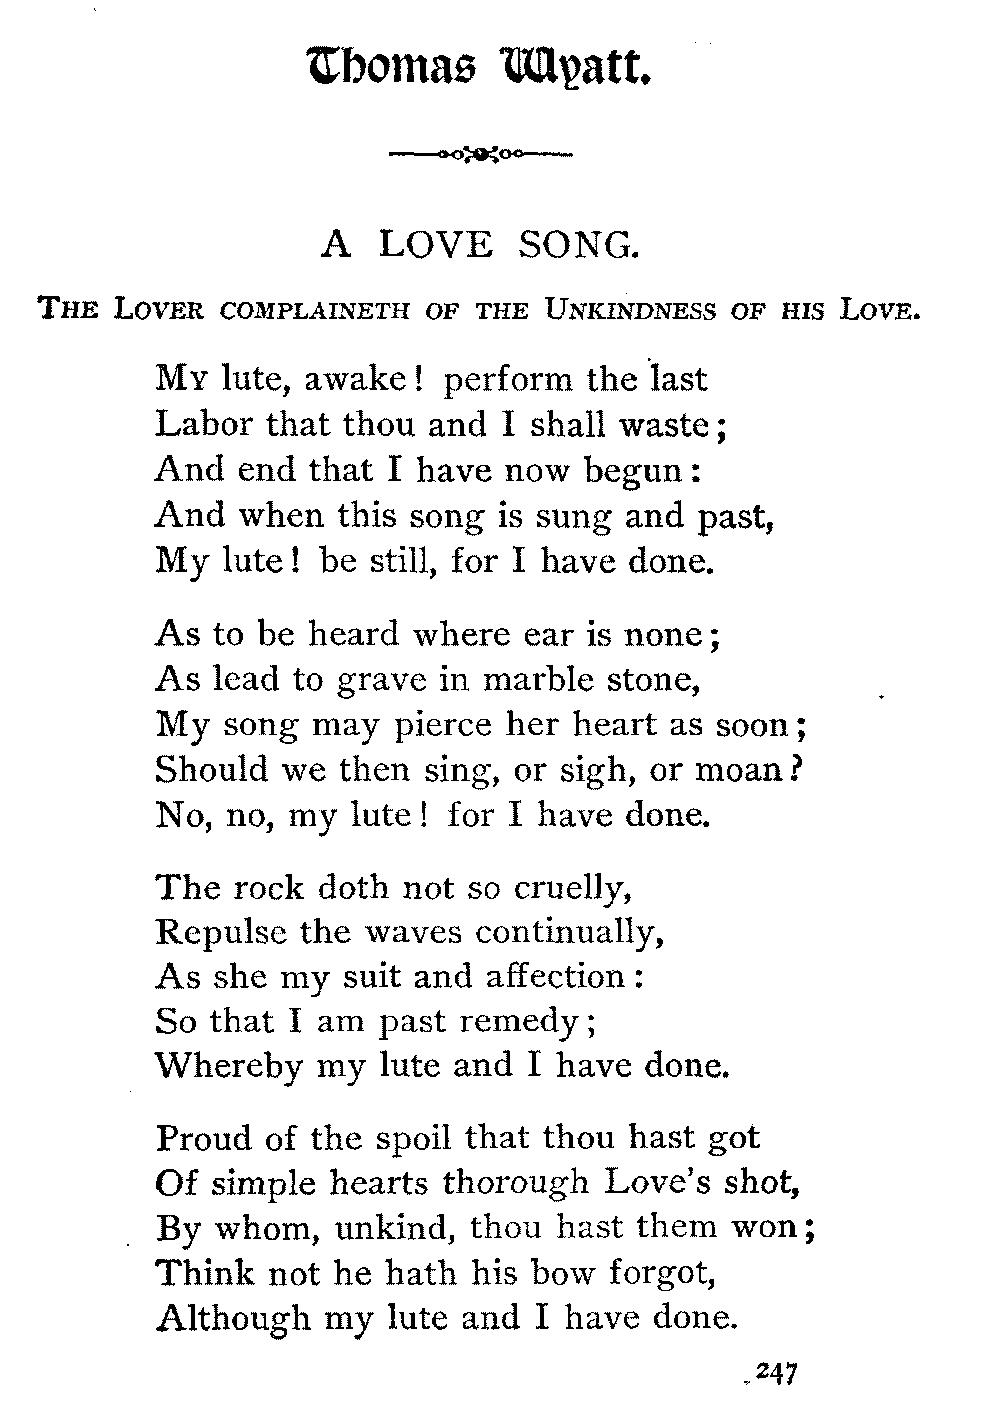 Thomas Wyatt.
A LOVE SONG.
THE LOVER COMPLAINETH OF THE UNKINDNESS OF HIS LOVE.
MY lute, awake! perform the last
Labor that thou and I shall waste;
And end that I have now begun:
And when this song is sung and past,
My lute! be still, for I have done.
As to be heard where ear is none;
As lead to grave in marble stone,
My song may pierce her heart as soon;
Should we then sing, or sigh, or moan?
No, no, my lute! for I have done.
The rock doth not so cruelly,
Repulse the waves continually,
As she my suit and affection:
So that I am past remedy;
Whereby my lute and I have done.
Proud of the spoil that thou hast got
Of simple hearts thorough Love's shot,
By whom, unkind, thou hast them won;
Think not he hath his bow forgot,
Although my lute and I have done.
247